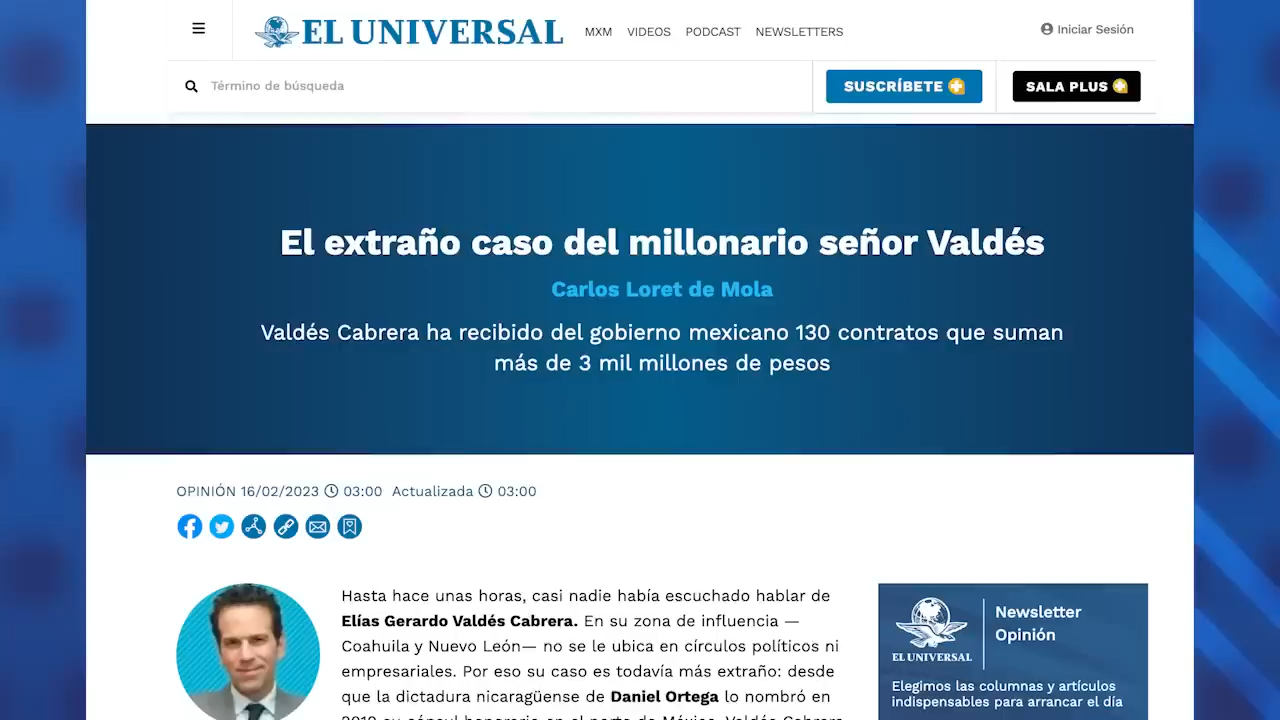 EL UNIVERSAL
MXM VIDEOS PODCAST NEWSLETTERS
Iniciar Sesión
Término de búsqueda
SUSCRÍBETE
SALA PLUS
El extraño caso del millonario señor Valdés
Carlos Loret de Mola
Valdés Cabrera ha recibido del gobierno mexicano 130 contratos que suman
más de 3 mil millones de pesos
OPINIÓN 16/02/2023 03:00 Actualizada 03:00
Hasta hace unas horas, casi nadie había escuchado hablar de
Elías Gerardo Valdés Cabrera. En su zona de influencia —
Coahuila y Nuevo León— no se le ubica en círculos políticos ni
empresariales. Por eso su caso es todavía más extraño: desde
que la dictadura nicaragüense de Daniel Ortega lo nombró en
Newsletter
Opinión
EL UNIVERSAL
Elegimos las columnas y artículos
indispensables para arrancar el día